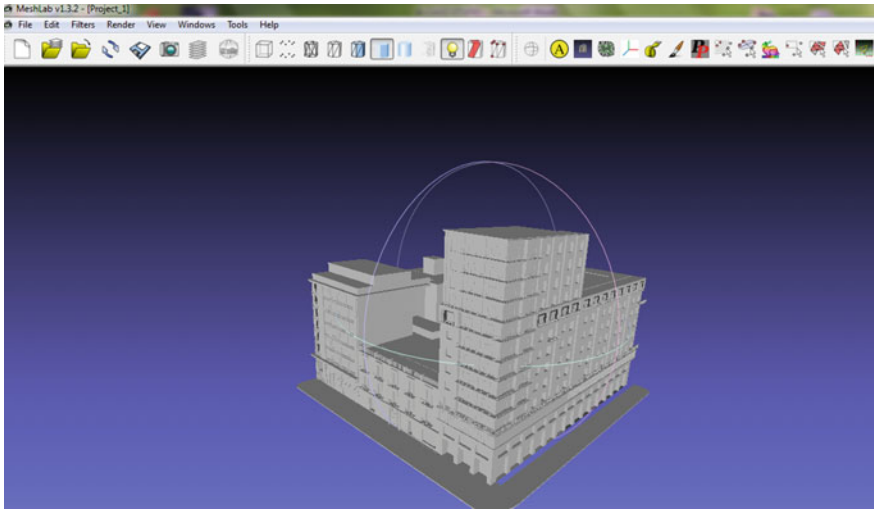 MeshLab v1.3.2 - [Project_1]
File Edit Filters Render View Windows Tools Help
A